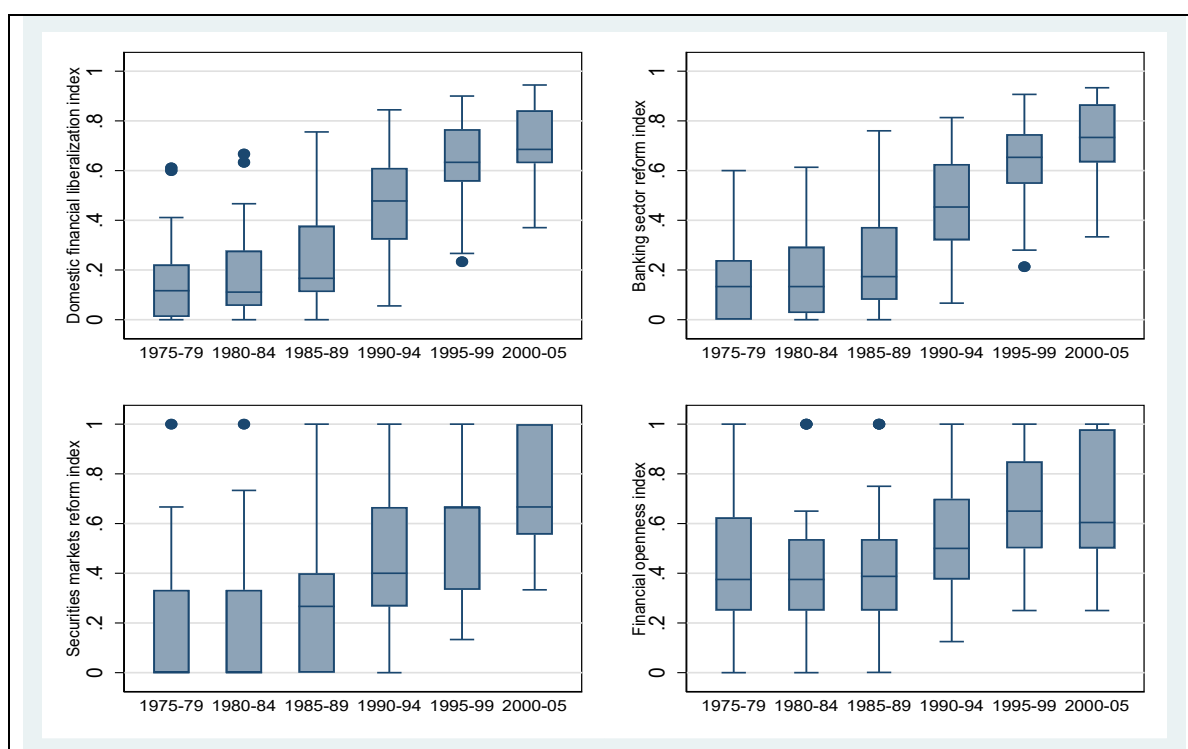 Domestic financial liberalization index
0 .2 .4 .6 .8 1
1975-79 1980-84 1985-89 1990-94 1995-99 2000-05
Banking sector reform index
0 .2 .4 .6 .8 1
1975-79 1980-84 1985-89 1990-94 1995-99 2000-05
Securities markets reform index
0 .2 .4 .6 .8 1
1975-79 1980-84 1985-89 1990-94 1995-99 2000-05
Financial openness index
0 .2 .4 .6 .8 1
1975-79 1980-84 1985-89 1990-94 1995-99 2000-05